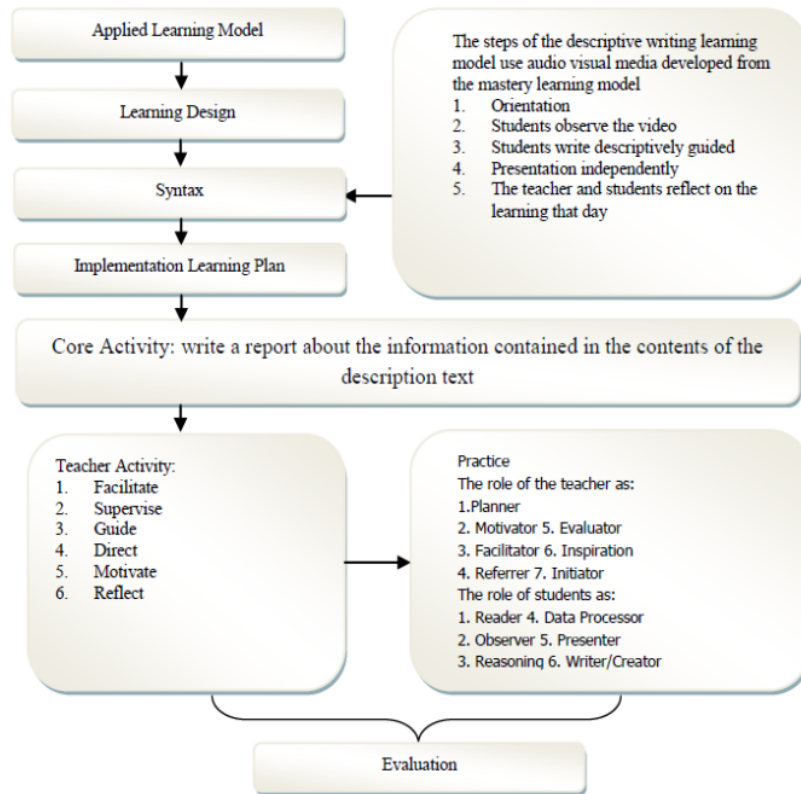 Applied Learning Model
Learning Design
Syntax
Implementation Learning Plan
The steps of the descriptive writing learning
model use audio visual media developed from
the mastery learning model
1. Orientation
2. Students observe the video
3. Students write descriptively guided
4. Presentation independently
5. The teacher and students reflect on the
learning that day
Core Activity: write a report about the information contained in the contents of the
description text
Teacher Activity:
1. Facilitate
2. Supervise
3. Guide
4. Direct
5. Motivate
6. Reflect
Practice
The role of the teacher as:
1.Planner
2. Motivator 5. Evaluator
3. Facilitator 6. Inspiration
4. Referrer 7. Initiator
The role of students as:
1. Reader 4. Data Processor
2. Observer 5. Presenter
3. Reasoning 6. Writer/Creator
Evaluation